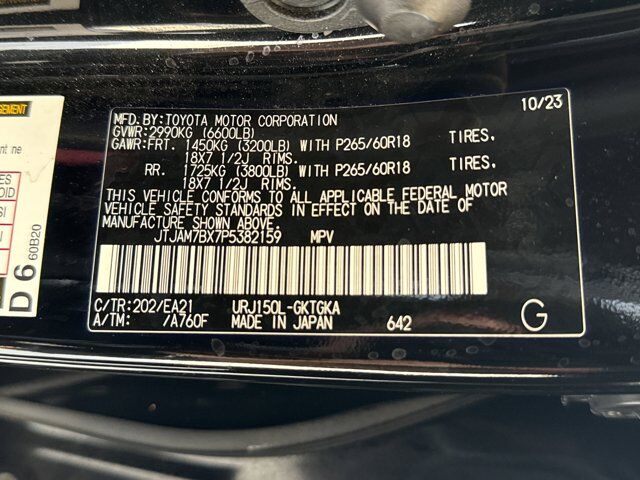 10/23
MFD.BY:TOYOTA MOTOR CORPORATION
GVWR:2990KG (6600LB)
GAWR:FRT. 1450KG (3200LB) WITH P265/60R18 TIRES.
18X7 1/2J RIMS.
RR. 1725KG (3800LB) WITH P265/60R18 TIRES.
18X7 1/2J RIMS.
THIS VEHICLE CONFORMS TO ALL APPLICABLE FEDERAL MOTOR
VEHICLE SAFETY STANDARDS IN EFFECT ON THE DATE OF
MANUFACTURE SHOWN ABOVE.
JTJAM7BX7P5382159 MPV
C/TR:202/EA21 URJ150L-GKTGKA
A/TM: /A760F MADE IN JAPAN 642 G
D6
60B20